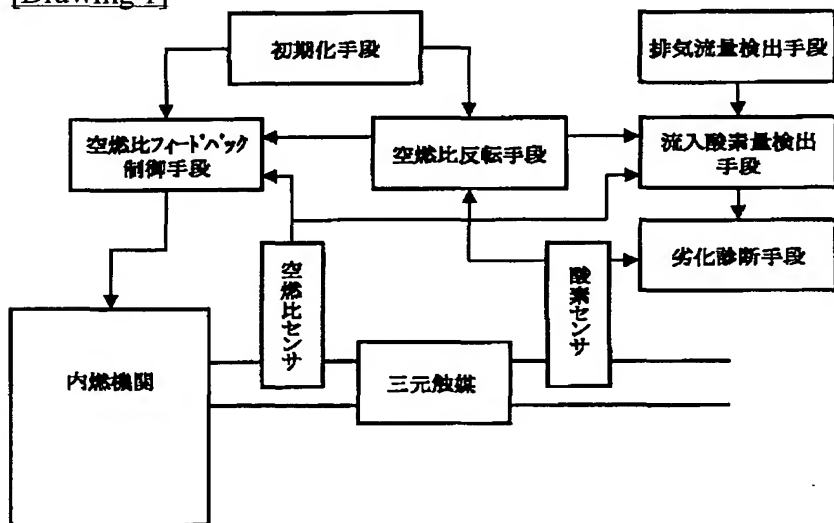 [Drawing 1]
初期化手段
排気流量検出手段
空燃比フィードバック
制御手段
空燃比反転手段
流入酸素量検出
手段
劣化診断手段
空燃比センサ
酸素センサ
内燃機関
三元触媒